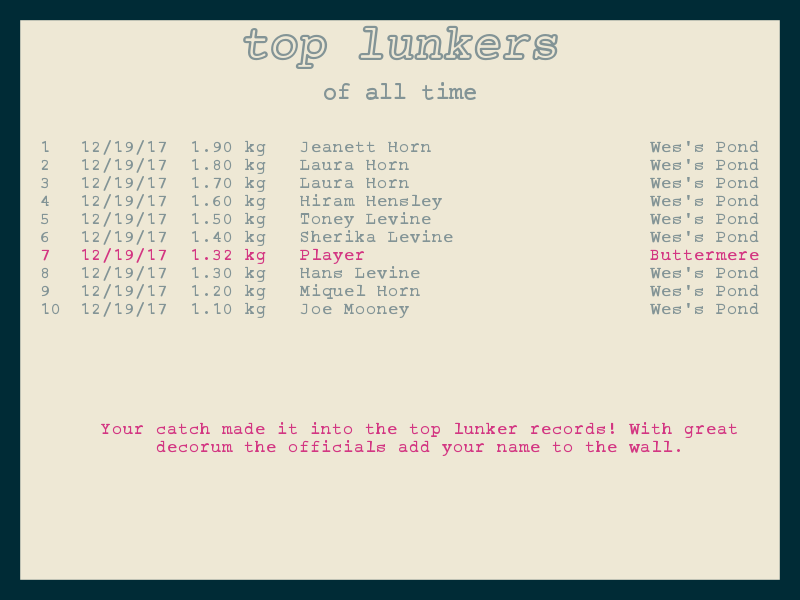 top lunkers
of all time
1 12/19/17 1.90 kg Jeanett Horn Wes's Pond
2 12/19/17 1.80 kg Laura Horn Wes's Pond
3 12/19/17 1.70 kg Laura Horn Wes's Pond
4 12/19/17 1.60 kg Hiram Hensley Wes's Pond
5 12/19/17 1.50 kg Toney Levine Wes's Pond
6 12/19/17 1.40 kg Sherika Levine Wes's Pond
7 12/19/17 1.32 kg Player Buttermere
8 12/19/17 1.30 kg Hans Levine Wes's Pond
9 12/19/17 1.20 kg Miquel Horn Wes's Pond
10 12/19/17 1.10 kg Joe Mooney Wes's Pond
Your catch made it into the top lunker records! With great
decorum the officials add your name to the wall.